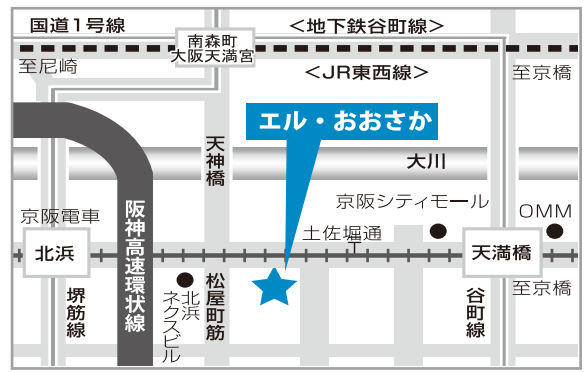 国道1号線
<地下鉄谷町線>
南森町
大阪天満宮
至尼崎
<JR東西線>
至京橋
エル・おおさか
天神橋
大川
京阪シティモール
OMM
京阪電車
阪神高速環状線
土佐堀通
北浜
天満橋
至京橋
堺筋線
北浜
ネクスビル
松屋町筋
谷町線